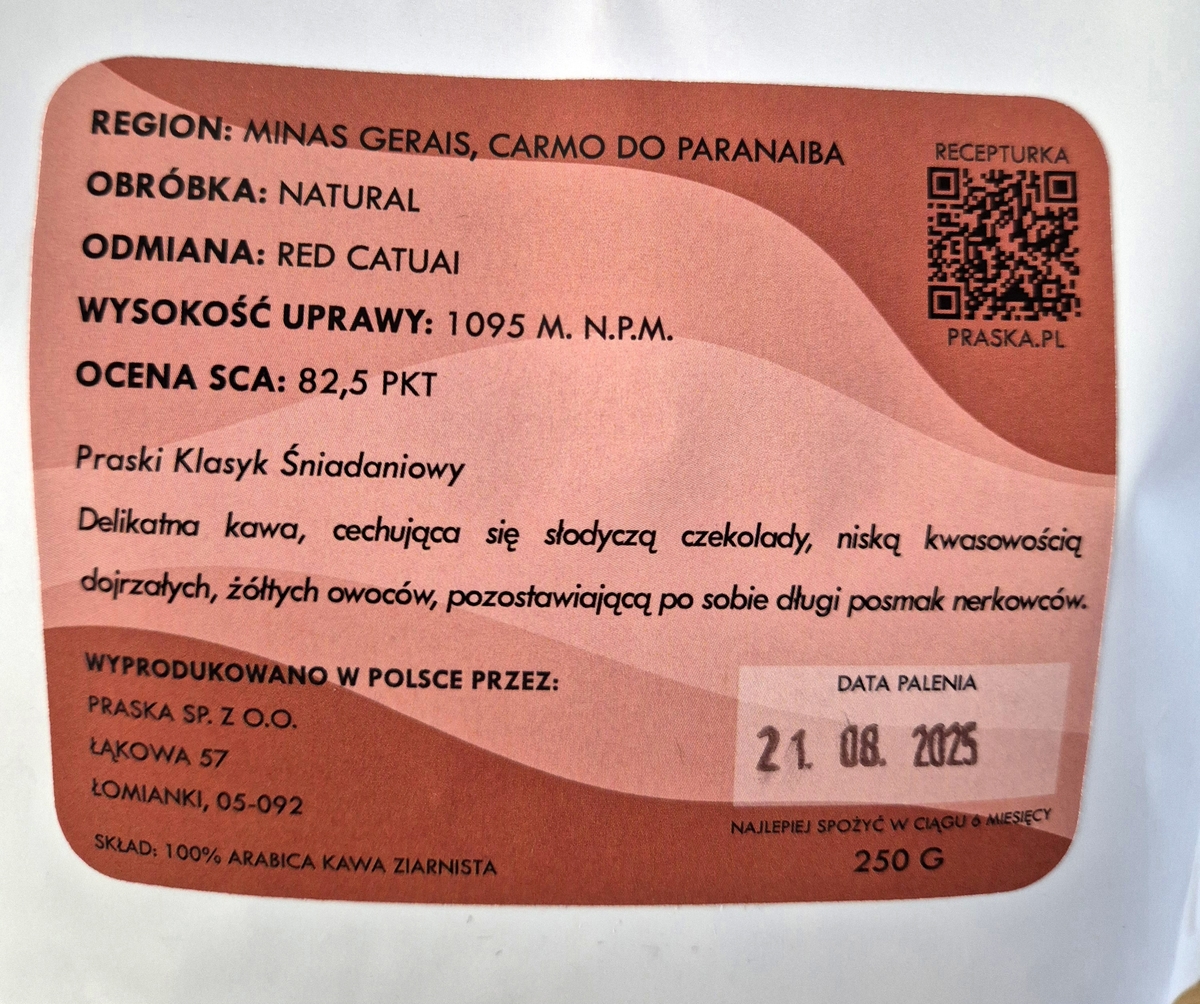 REGION: MINAS GERAIS, CARMO DO PARANAIBA
OBRÓBKA: NATURAL
ODMIANA: RED CATUAI
WYSOKOŚĆ UPRAWY: 1095 M. N.P.M.
OCENA SCA: 82,5 PKT
RECEPTURKA
PRASKA.PL
Praski Klasyk Śniadaniowy
Delikatna kawa, cechująca się słodyczą czekolady, niską kwasowością
dojrzałych, żółtych owoców, pozostawiającą po sobie długi posmak nerkowców.
WYPRODUKOWANO W POLSCE PRZEZ:
PRASKA SP. Z O.O.
ŁĄKOWA 57
ŁOMIANKI, 05-092
SKŁAD: 100% ARABICA KAWA ZIARNISTA
DATA PALENIA
21. 08. 2025
NAJLEPIEJ SPOŻYĆ W CIĄGU 6 MIESIĘCY
250 G